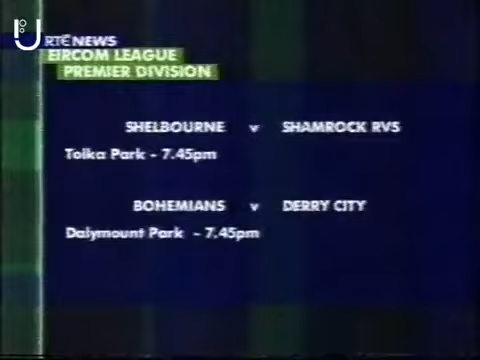 RTÉ NEWS
EIRCOM LEAGUE
PREMIER DIVISION
SHELBOURNE v SHAMROCK RVS
Tolka Park - 7.45pm
BOHEMIANS v DERRY CITY
Dalymount Park - 7.45pm